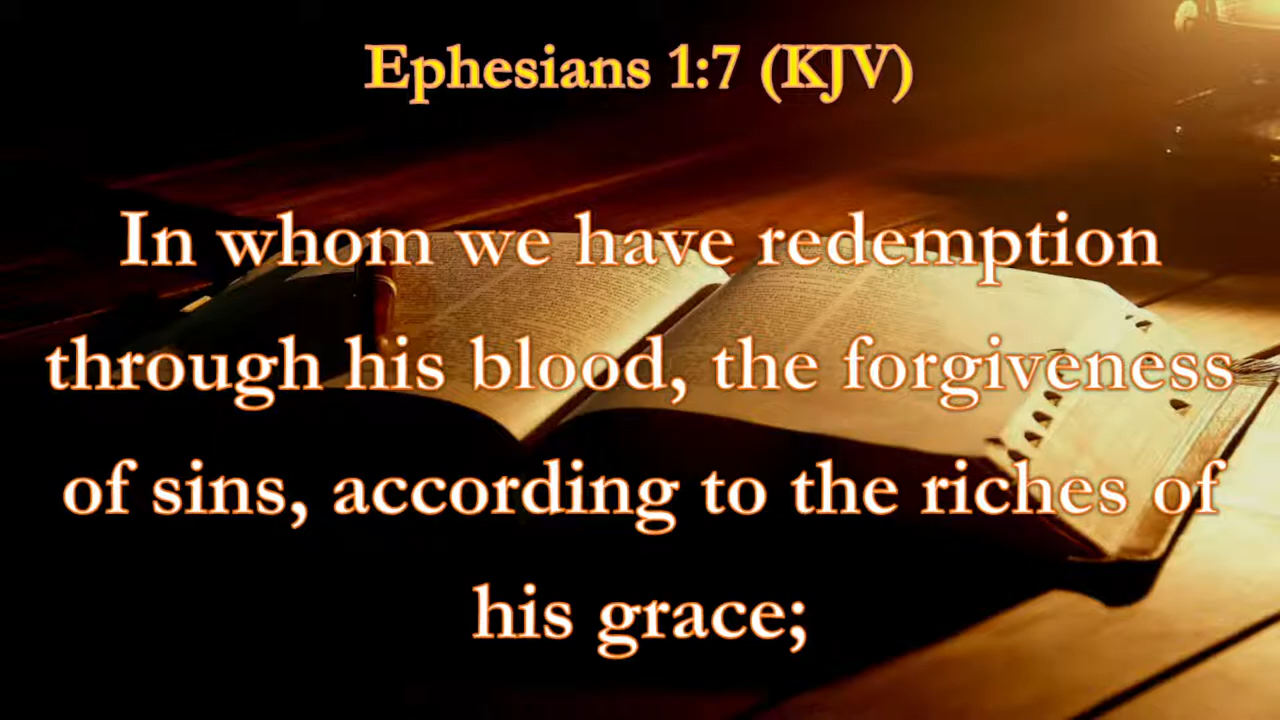 Ephesians 1:7 (KJV)
In whom we have redemption
through his blood, the forgiveness
of sins, according to the riches of
his grace;